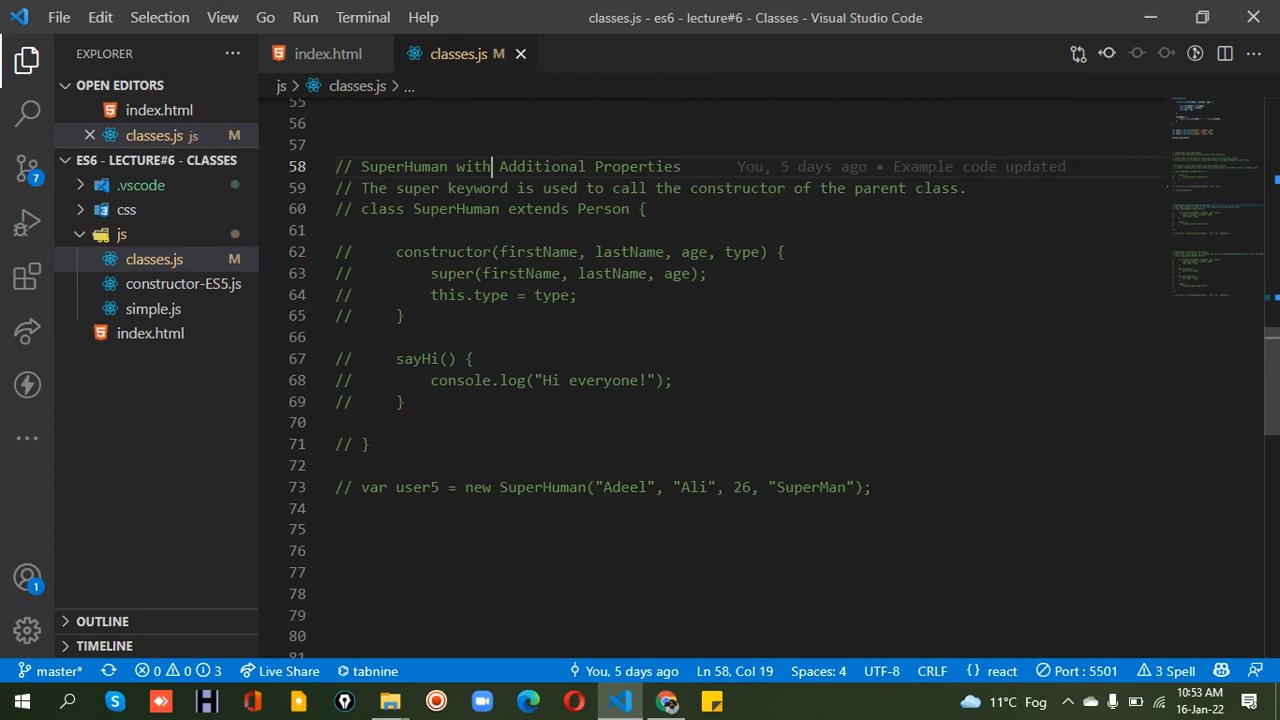 File Edit Selection View Go Run Terminal Help
classes.js - es6 - lecture#6 - Classes - Visual Studio Code
EXPLORER
index.html
classes.js M
OPEN EDITORS
js > classes.js > ...
index.html
classes.js js M
ES6 - LECTURE#6 - CLASSES
.vscode
css
js
classes.js M
constructor-ES5.js
simple.js
index.html
55
56
57
58 // SuperHuman with Additional Properties You, 5 days ago • Example code updated
59 // The super keyword is used to call the constructor of the parent class.
60 // class SuperHuman extends Person {
61
62 // constructor(firstName, lastName, age, type) {
63 // super(firstName, lastName, age);
64 // this.type = type;
65 // }
66
67 // sayHi() {
68 // console.log("Hi everyone!");
69 // }
70
71 // }
72
73 // var user5 = new SuperHuman("Adeel", "Ali", 26, "SuperMan");
74
75
76
77
78
79
80
81
7
1
OUTLINE
TIMELINE
master* 0 0 3 Live Share tabnine You, 5 days ago Ln 58, Col 19 Spaces: 4 UTF-8 CRLF { } react Port : 5501 3 Spell
11°C Fog
10:53 AM
16-Jan-22